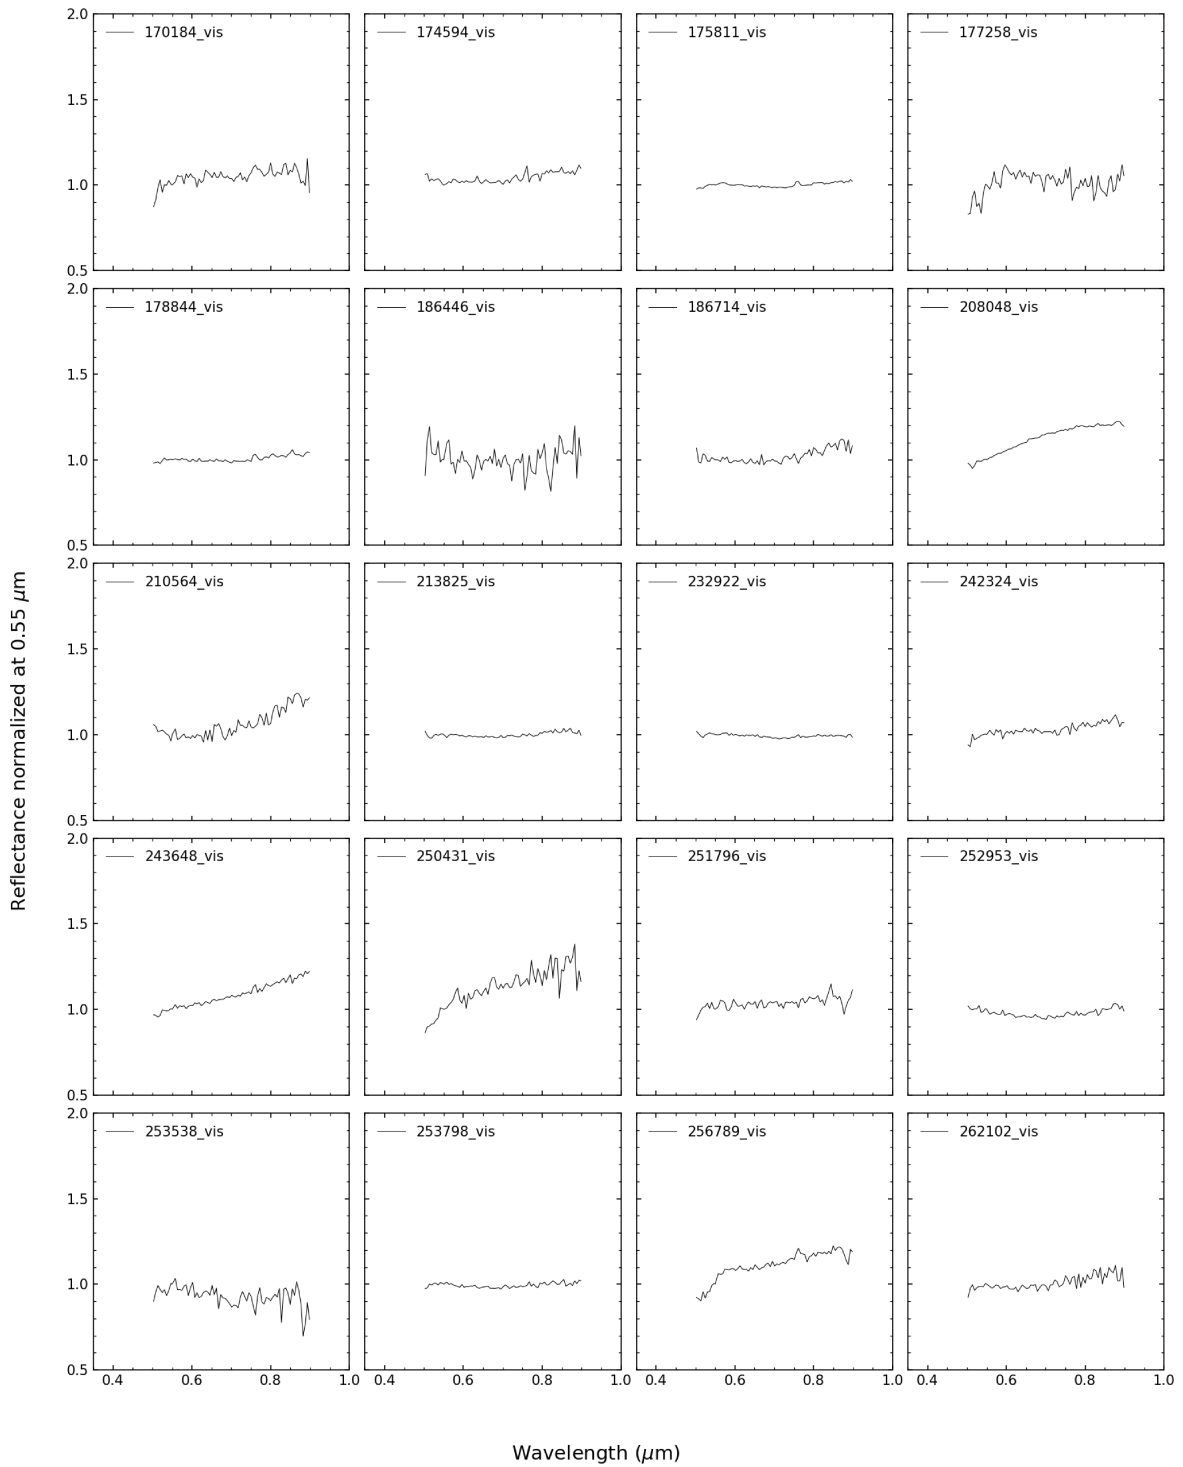 2.0
170184_vis 174594_vis 175811_vis 177258_vis
1.5
1.0
0.5
2.0
178844_vis 186446_vis 186714_vis 208048_vis
1.5
1.0
0.5
2.0
210564_vis 213825_vis 232922_vis 242324_vis
1.5
1.0
0.5
2.0
243648_vis 250431_vis 251796_vis 252953_vis
1.5
1.0
0.5
2.0
253538_vis 253798_vis 256789_vis 262102_vis
1.5
1.0
0.5
0.4 0.6 0.8 1.0 0.4 0.6 0.8 1.0 0.4 0.6 0.8 1.0 0.4 0.6 0.8 1.0
Reflectance normalized at 0.55 μm
Wavelength (μm)